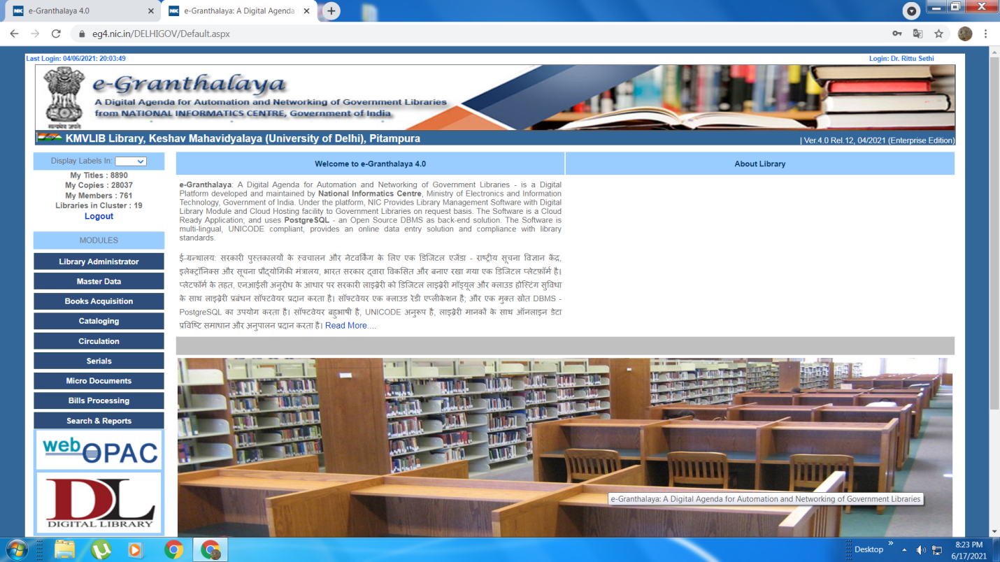 e-Granthalaya 4.0
e-Granthalaya: A Digital Agenda
eg4.nic.in/DELHIGOV/Default.aspx
Last Login: 04/06/2021: 20:03:49
Login: Dr. Rittu Sethi
e-Granthalaya
A Digital Agenda for Automation and Networking of Government Libraries
from NATIONAL INFORMATICS CENTRE, Government of India
सत्यमेव जयते
KMVLIB Library, Keshav Mahavidyalaya (University of Delhi), Pitampura
| Ver.4.0 Rel.12, 04/2021 (Enterprise Edition)
Display Labels In:
My Titles : 8890
My Copies : 28037
My Members : 761
Libraries in Cluster : 19
Logout
MODULES
Library Administrator
Master Data
Books Acquisition
Cataloging
Circulation
Serials
Micro Documents
Bills Processing
Search & Reports
web OPAC
DL
DIGITAL LIBRARY
Welcome to e-Granthalaya 4.0
About Library
e-Granthalaya: A Digital Agenda for Automation and Networking of Government Libraries - is a Digital
Platform developed and maintained by National Informatics Centre, Ministry of Electronics and Information
Technology, Government of India. Under the platform, NIC Provides Library Management Software with Digital
Library Module and Cloud Hosting facility to Government Libraries on request basis. The Software is a Cloud
Ready Application; and uses PostgreSQL - an Open Source DBMS as back-end solution. The Software is
multi-lingual, UNICODE compliant, provides an online data entry solution and compliance with library
standards.
ई-ग्रन्थालय: सरकारी पुस्तकालयों के स्वचालन और नेटवर्किंग के लिए एक डिजिटल एजेंडा - राष्ट्रीय सूचना विज्ञान केंद्र,
इलेक्ट्रॉनिक्स और सूचना प्रौद्योगिकी मंत्रालय, भारत सरकार द्वारा विकसित और बनाए रखा गया एक डिजिटल प्लेटफ़ॉर्म है।
प्लेटफॉर्म के तहत, एनआईसी अनुरोध के आधार पर सरकारी लाइब्रेरी को डिजिटल लाइब्रेरी मॉड्यूल और क्लाउड होस्टिंग सुविधा
के साथ लाइब्रेरी प्रबंधन सॉफ्टवेयर प्रदान करता है। सॉफ्टवेयर एक क्लाउड रेडी एप्लीकेशन है; और एक मुक्त स्रोत DBMS -
PostgreSQL का उपयोग करता है। सॉफ्टवेयर बहुभाषी है, UNICODE अनुरूप है, लाइब्रेरी मानकों के साथ ऑनलाइन डेटा
प्रविष्टि समाधान और अनुपालन प्रदान करता है। Read More....
e-Granthalaya: A Digital Agenda for Automation and Networking of Government Libraries
Desktop
8:23 PM
6/17/2021